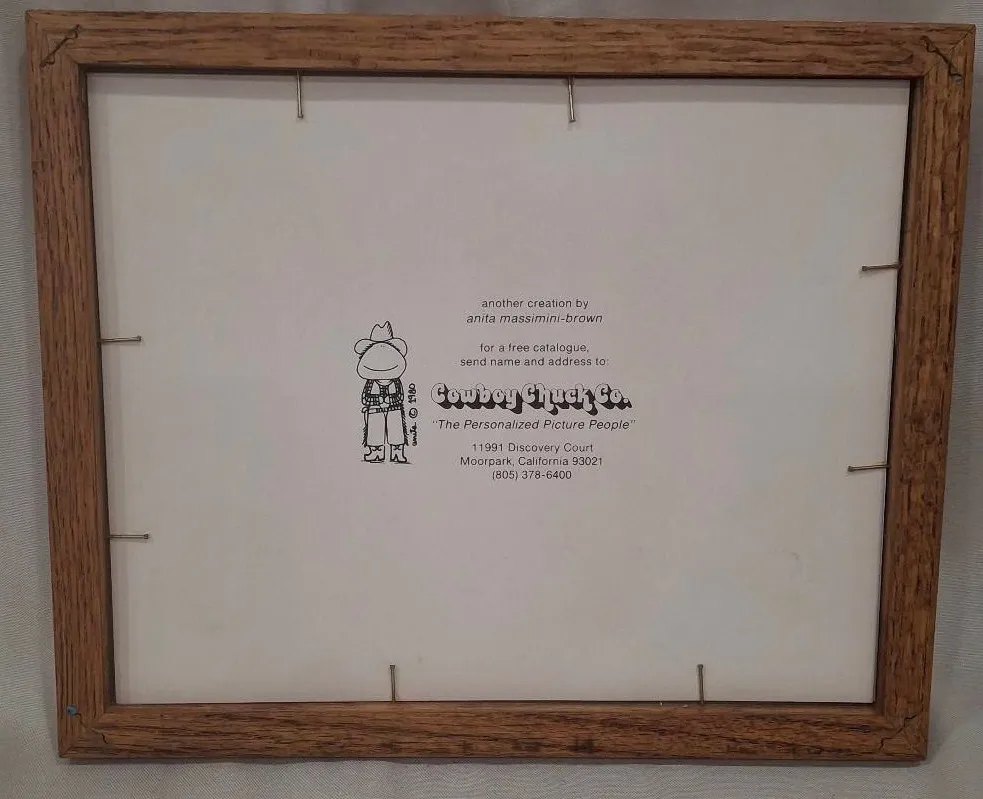 another creation by
anita massimini-brown
for a free catalogue,
send name and address to:
Cowboy Chuck Co.
"The Personalized Picture People"
11991 Discovery Court
Moorpark, California 93021
(805) 378-6400
anita © 1980